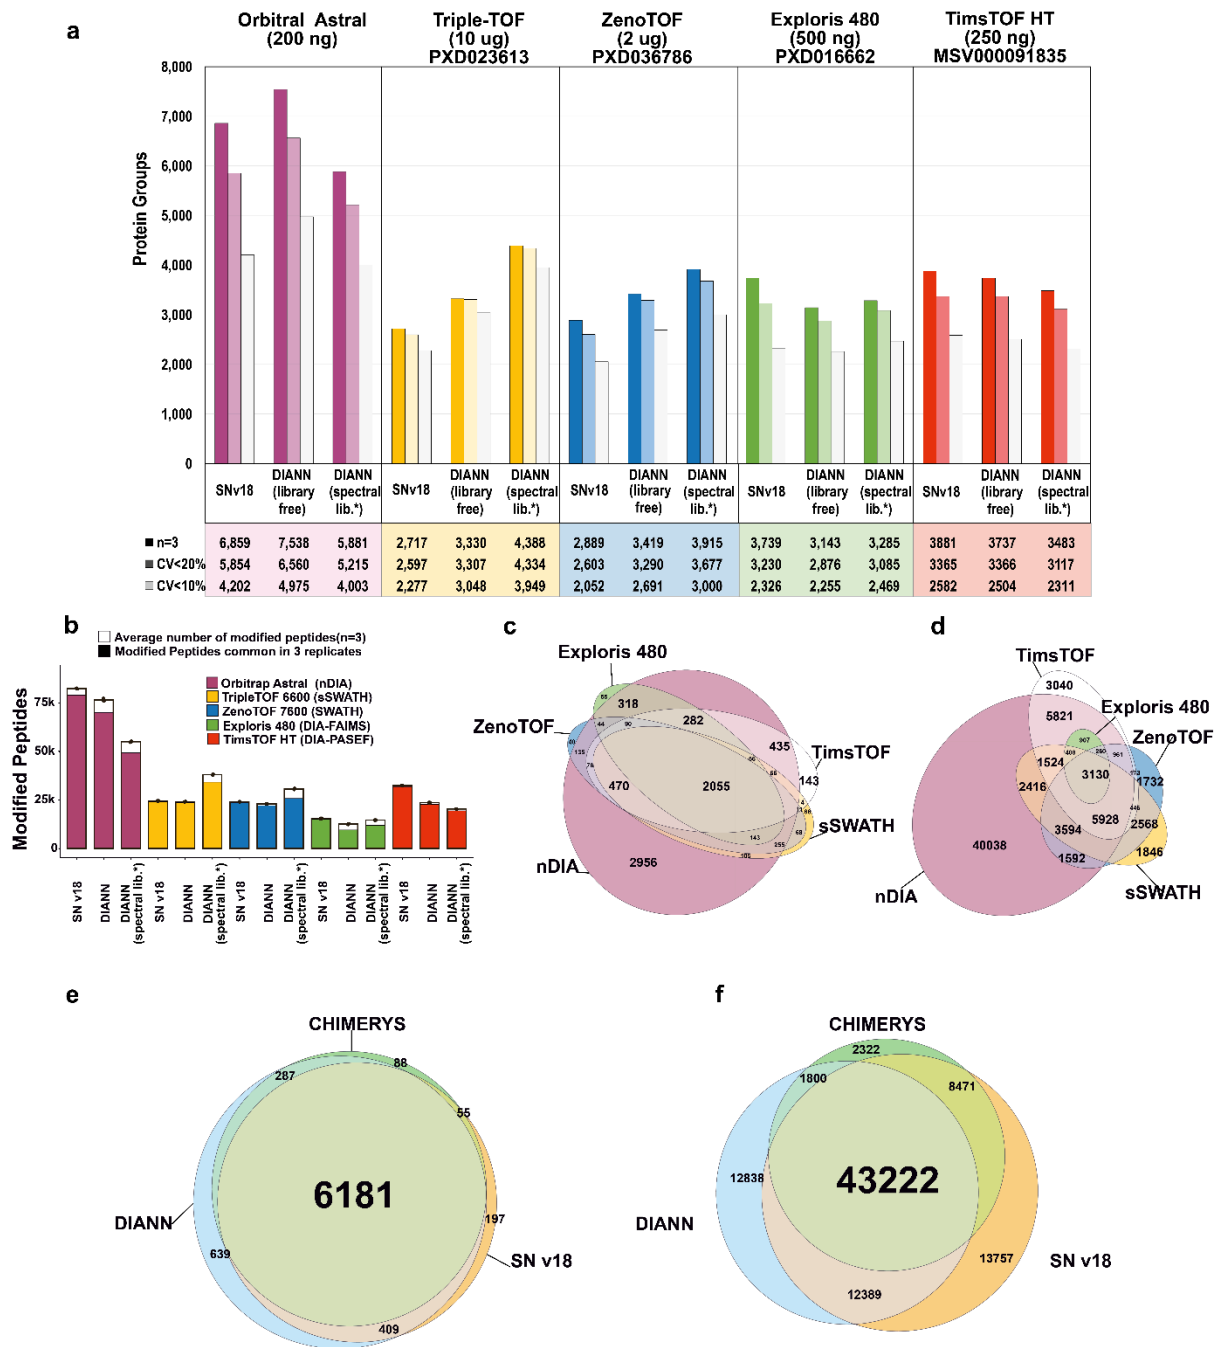 a
Orbitral Astral
(200 ng)
Triple-TOF
(10 ug)
PXD023613
ZenoTOF
(2 ug)
PXD036786
Exploris 480
(500 ng)
PXD016662
TimsTOF HT
(250 ng)
MSV000091835
Protein Groups
8,000
7,000
6,000
5,000
4,000
3,000
2,000
1,000
0
SNv18
DIANN
(library
free)
DIANN
(spectral
lib.*)
SNv18
DIANN
(library
free)
DIANN
(spectral
lib.*)
SNv18
DIANN
(library
free)
DIANN
(spectral
lib.*)
SNv18
DIANN
(library
free)
DIANN
(spectral
lib.*)
SNv18
DIANN
(library
free)
DIANN
(spectral
lib.*)
n=3 6,859 7,538 5,881 2,717 3,330 4,388 2,889 3,419 3,915 3,739 3,143 3,285 3881 3737 3483
CV<20% 5,854 6,560 5,215 2,597 3,307 4,334 2,603 3,290 3,677 3,230 2,876 3,085 3365 3366 3117
CV<10% 4,202 4,975 4,003 2,277 3,048 3,949 2,052 2,691 3,000 2,326 2,255 2,469 2582 2504 2311
b
Average number of modified peptides(n=3)
Modified Peptides common in 3 replicates
Orbitrap Astral (nDIA)
TripleTOF 6600 (sSWATH)
ZenoTOF 7600 (SWATH)
Exploris 480 (DIA-FAIMS)
TimsTOF HT (DIA-PASEF)
Modified Peptides
75k
50k
25k
0
SN v18
DIANN
DIANN
(spectral lib.*)
SN v18
DIANN
DIANN
(spectral lib.*)
SN v18
DIANN
DIANN
(spectral lib.*)
SN v18
DIANN
DIANN
(spectral lib.*)
SN v18
DIANN
DIANN
(spectral lib.*)
c
Exploris 480
ZenoTOF
TimsTOF
sSWATH
nDIA
318
282
435
143
44
90
135
470
2055
143
255
68
2956
d
TimsTOF
3040
Exploris 480
5821
ZenoTOF
967
961
1524
3130
1732
2416
446
5928
2568
3594
40038
1592
1846
nDIA
sSWATH
e
CHIMERYS
287
55
6181
DIANN
197
639
SN v18
409
f
CHIMERYS
2322
1800
8471
12838
43222
DIANN
13757
SN v18
12389